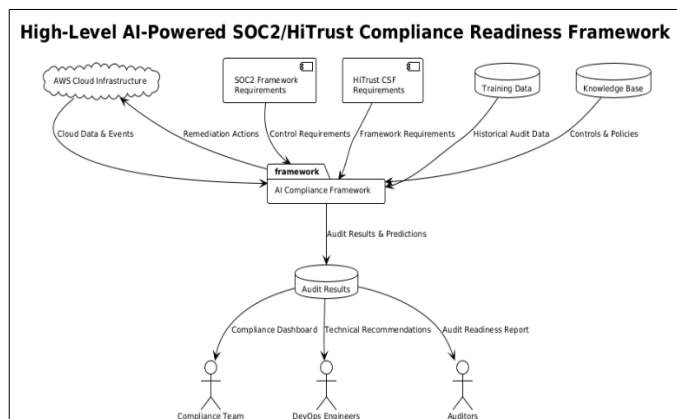 High-Level AI-Powered SOC2/HiTrust Compliance Readiness Framework
AWS Cloud Infrastructure
SOC2 Framework
Requirements
HiTrust CSF
Requirements
Training Data
Knowledge Base
Cloud Data & Events
Remediation Actions
Control Requirements
Framework Requirements
Historical Audit Data
Controls & Policies
framework
AI Compliance Framework
Audit Results & Predictions
Audit Results
Compliance Dashboard
Technical Recommendations
Audit Readiness Report
Compliance Team
DevOps Engineers
Auditors